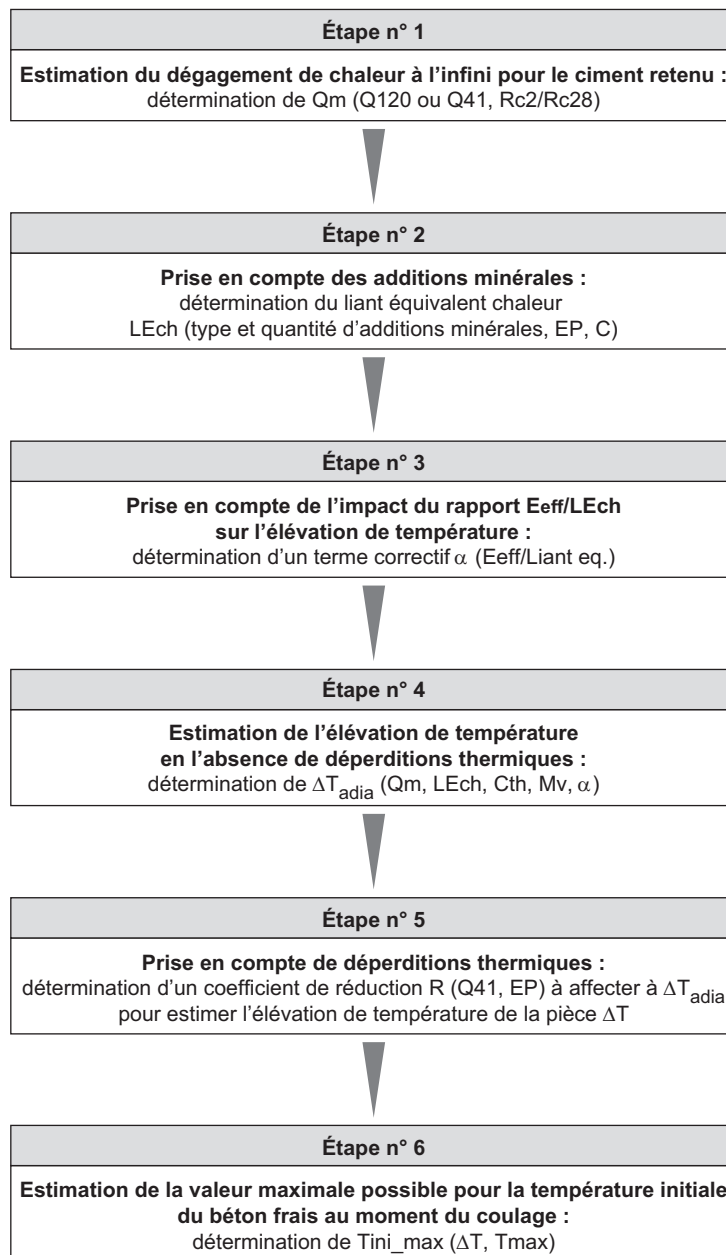 Étape n° 1
Estimation du dégagement de chaleur à l’infini pour le ciment retenu :
détermination de Qm (Q120 ou Q41, Rc2/Rc28)
Étape n° 2
Prise en compte des additions minérales :
détermination du liant équivalent chaleur
LEch (type et quantité d’additions minérales, EP, C)
Étape n° 3
Prise en compte de l’impact du rapport Eeff/LEch
sur l’élévation de température :
détermination d’un terme correctif α (Eeff/Liant eq.)
Étape n° 4
Estimation de l’élévation de température
en l’absence de déperditions thermiques :
détermination de ΔTadia (Qm, LEch, Cth, Mv, α)
Étape n° 5
Prise en compte de déperditions thermiques :
détermination d’un coefficient de réduction R (Q41, EP) à affecter à ΔTadia
pour estimer l’élévation de température de la pièce ΔT
Étape n° 6
Estimation de la valeur maximale possible pour la température initiale
du béton frais au moment du coulage :
détermination de Tini_max (ΔT, Tmax)